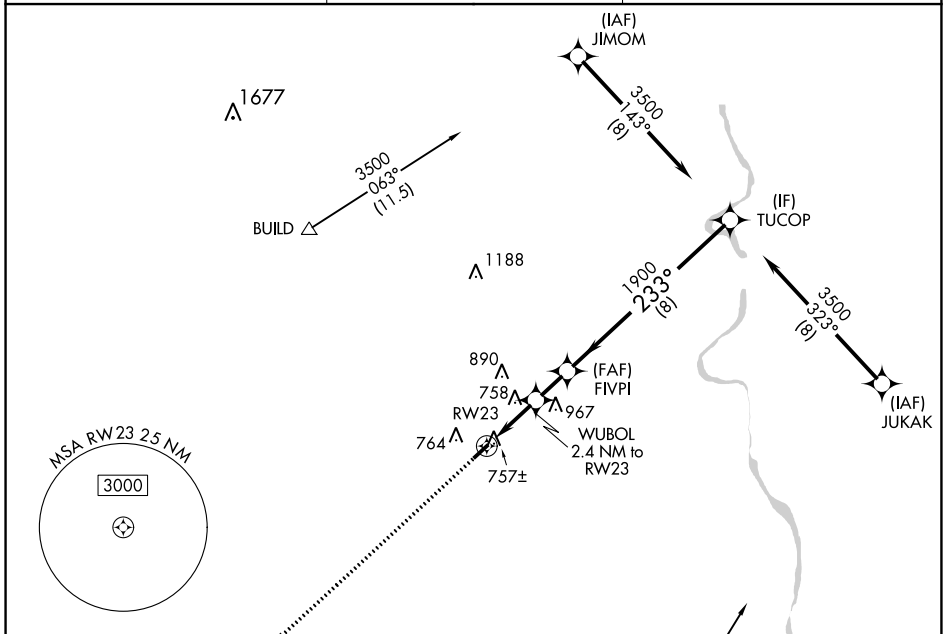 (IAF)
JIMOM
1677
3500
143°
(8)
3500
063°
(11.5)
BUILD
(IF)
TUCOP
1188
1900
233°
(8)
3500
323°
(8)
890
(FAF)
FIVPI
758
967
(IAF)
JUKAK
RW23
764
WUBOL
2.4 NM to
RW23
757±
MSA RW23 25 NM
3000